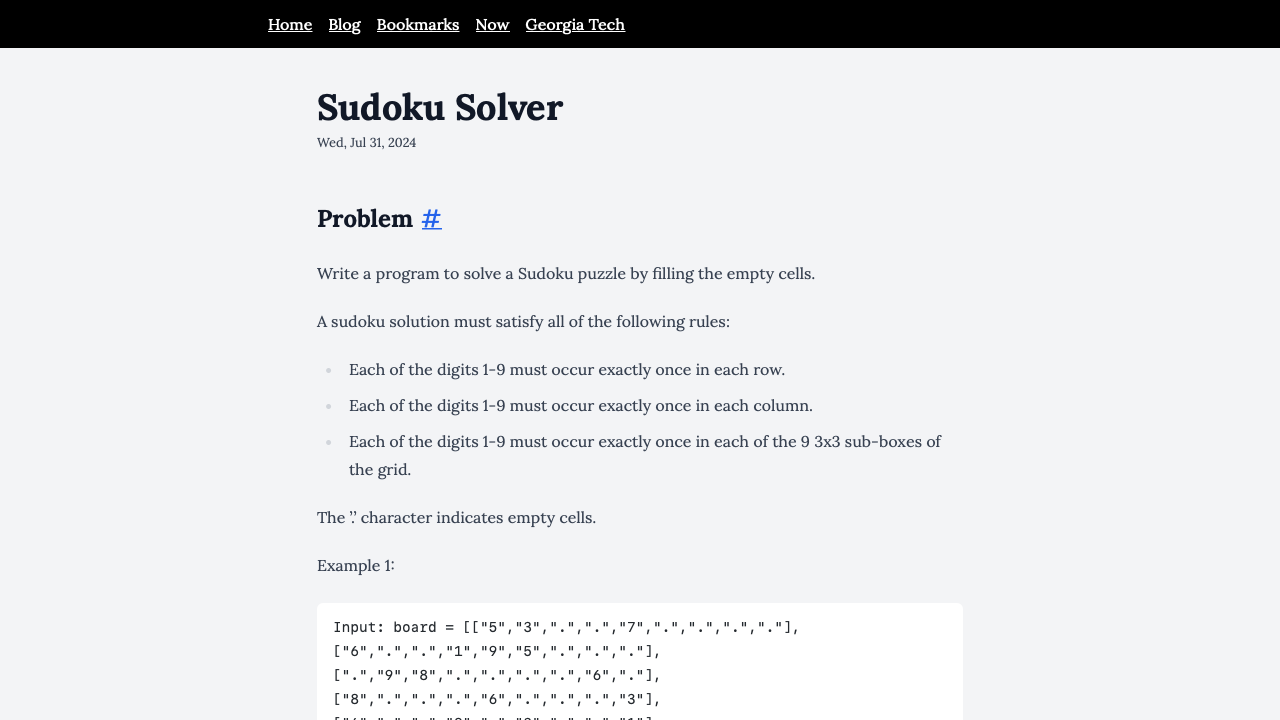 Home Blog Bookmarks Now Georgia Tech
Sudoku Solver
Wed, Jul 31, 2024
Problem #
Write a program to solve a Sudoku puzzle by filling the empty cells.
A sudoku solution must satisfy all of the following rules:
Each of the digits 1-9 must occur exactly once in each row.
Each of the digits 1-9 must occur exactly once in each column.
Each of the digits 1-9 must occur exactly once in each of the 9 3x3 sub-boxes of
the grid.
The ’.’ character indicates empty cells.
Example 1:
Input: board = [["5","3",".",".","7",".",".",".","."],
["6",".",".","1","9","5",".",".","."],
[".","9","8",".",".",".",".","6","."],
["8",".",".",".","6",".",".",".","3"],